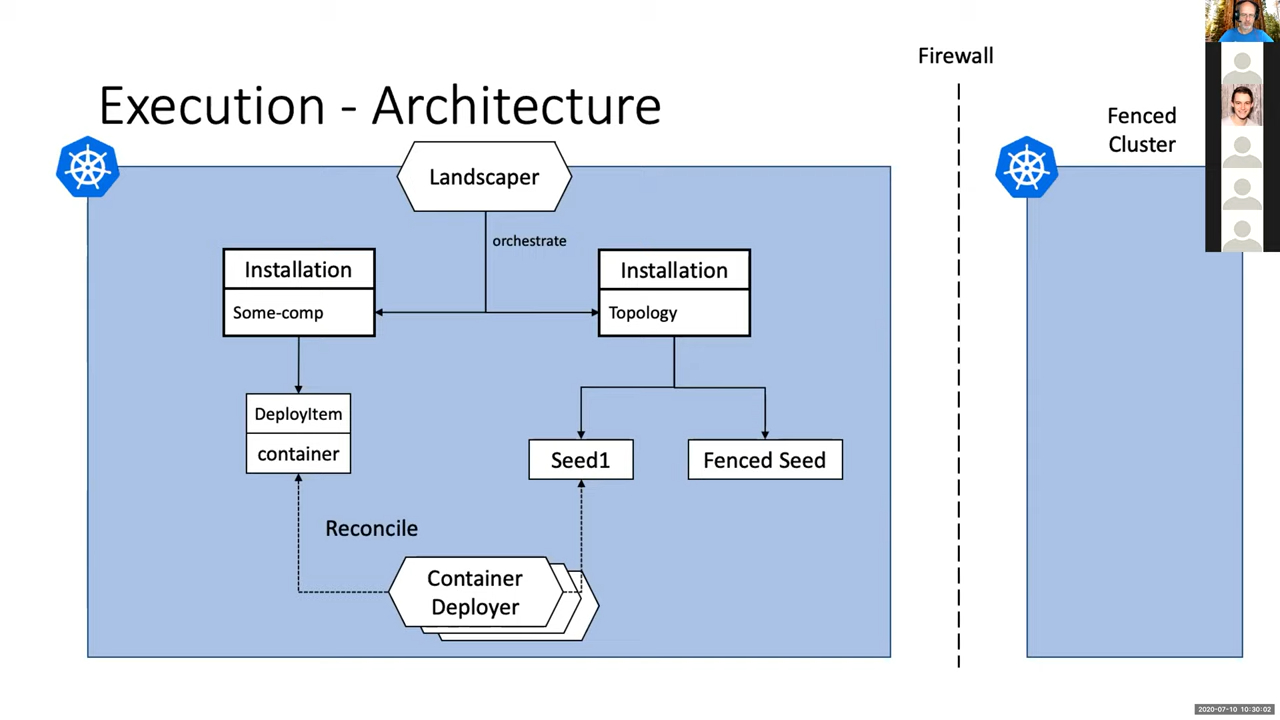 Firewall
Execution - Architecture
Fenced
Cluster
Landscaper
orchestrate
Installation
Some-comp
Installation
Topology
DeployItem
container
Seed1
Fenced Seed
Reconcile
Container
Deployer
2020-07-10 10:30:02